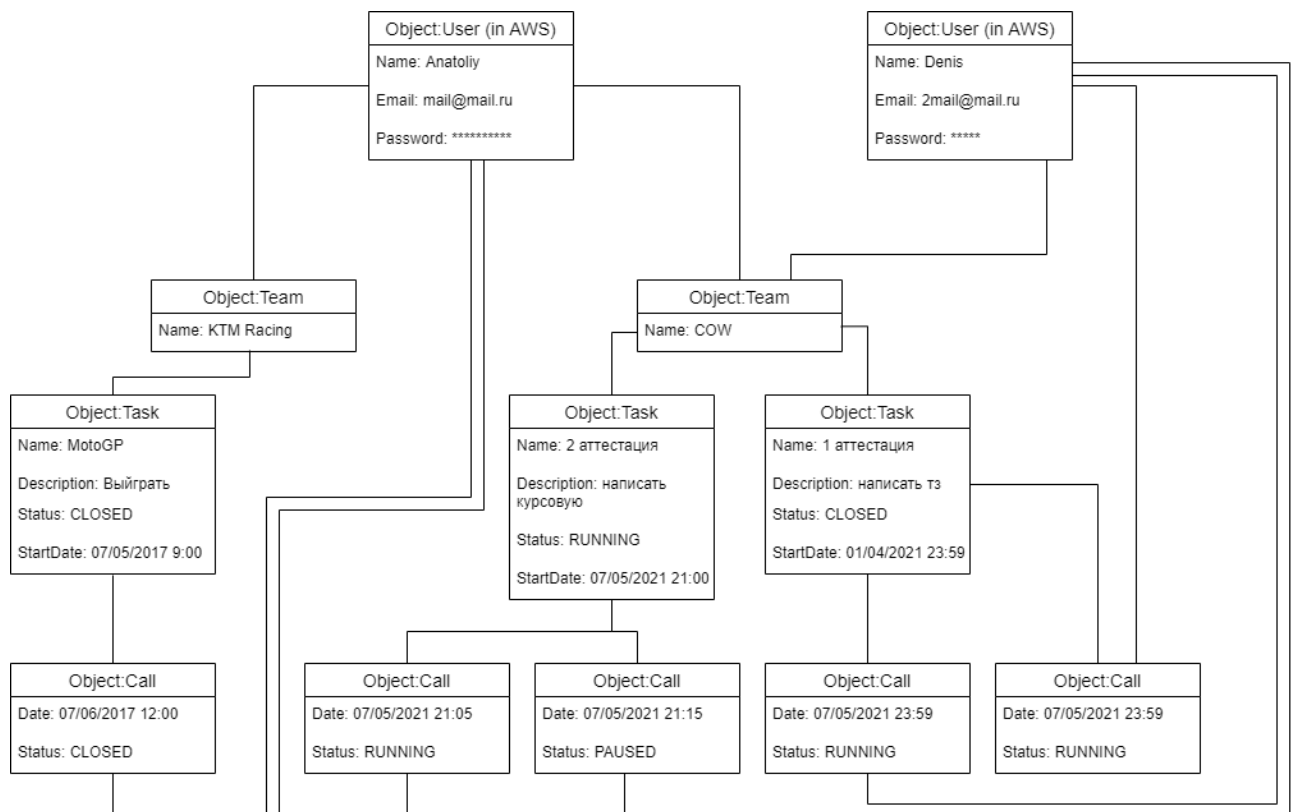 Object:User (in AWS)
Name: Anatoliy
Email: mail@mail.ru
Password: **********
Object:User (in AWS)
Name: Denis
Email: 2mail@mail.ru
Password: *****
Object:Team
Name: KTM Racing
Object:Team
Name: COW
Object:Task
Name: MotoGP
Description: Выйграть
Status: CLOSED
StartDate: 07/05/2017 9:00
Object:Task
Name: 2 аттестация
Description: написать
курсовую
Status: RUNNING
StartDate: 07/05/2021 21:00
Object:Task
Name: 1 аттестация
Description: написать тз
Status: CLOSED
StartDate: 01/04/2021 23:59
Object:Call
Date: 07/06/2017 12:00
Status: CLOSED
Object:Call
Date: 07/05/2021 21:05
Status: RUNNING
Object:Call
Date: 07/05/2021 21:15
Status: PAUSED
Object:Call
Date: 07/05/2021 23:59
Status: RUNNING
Object:Call
Date: 07/05/2021 23:59
Status: RUNNING